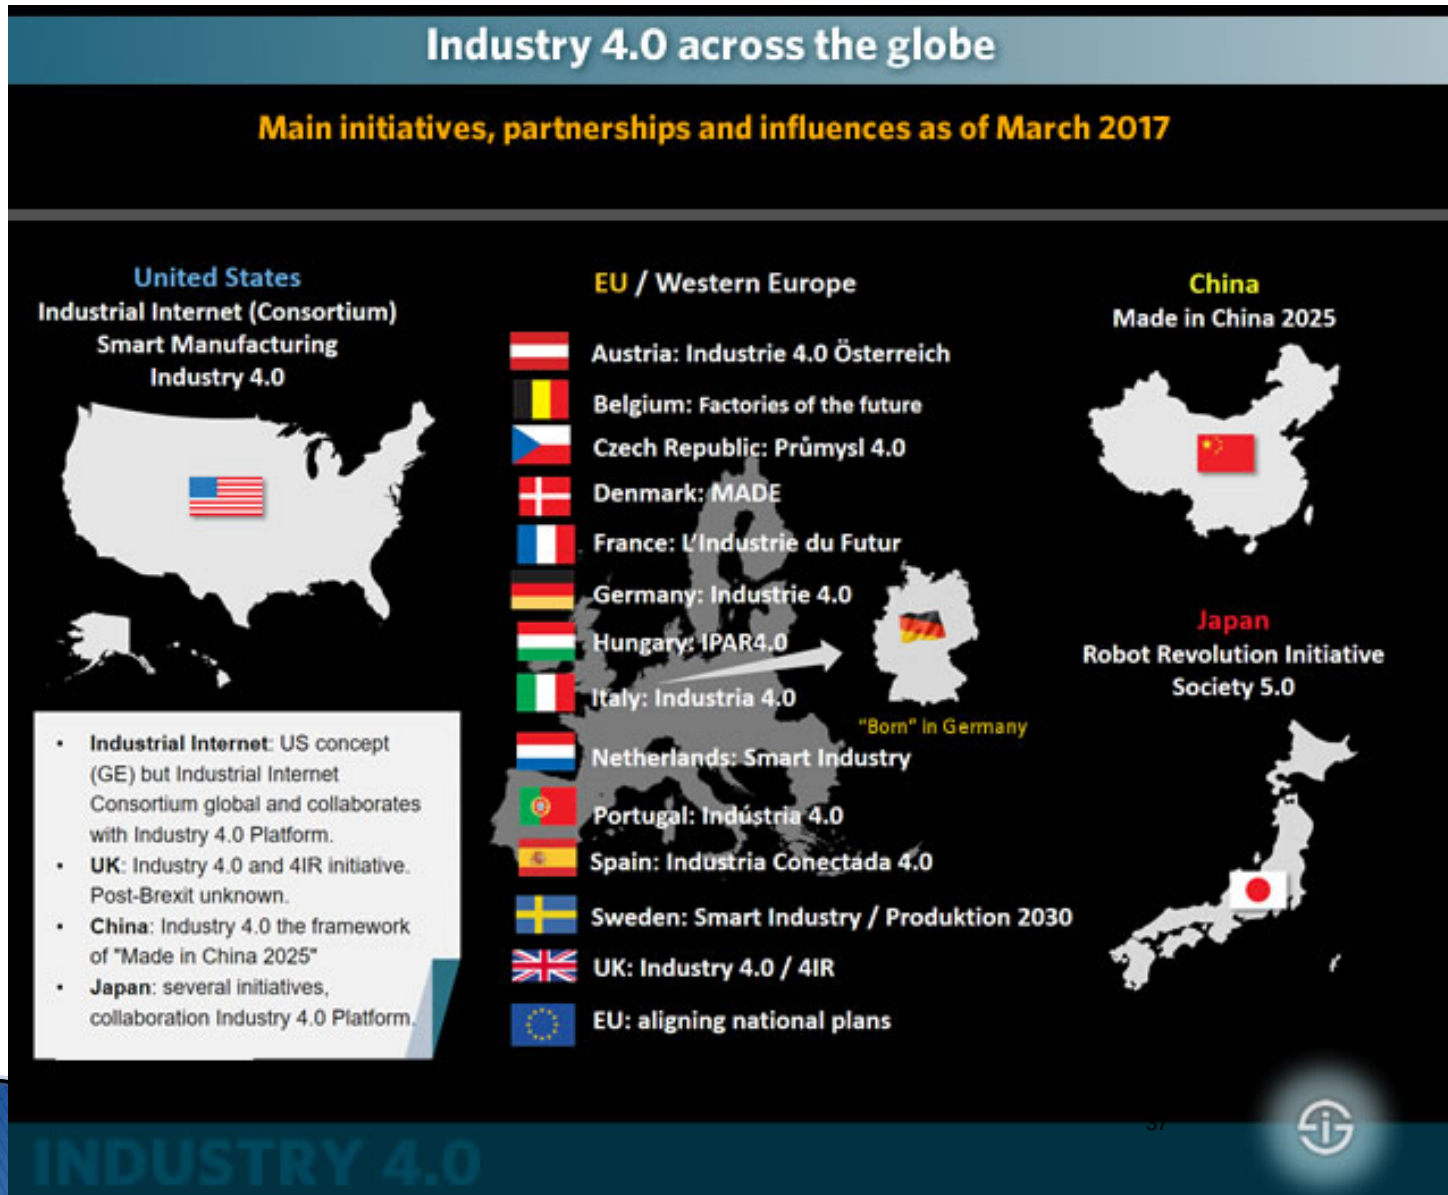 Industry 4.0 across the globe
Main initiatives, partnerships and influences as of March 2017
United States
Industrial Internet (Consortium)
Smart Manufacturing
Industry 4.0
• Industrial Internet: US concept
(GE) but Industrial Internet
Consortium global and collaborates
with Industry 4.0 Platform.
• UK: Industry 4.0 and 4IR initiative.
Post-Brexit unknown.
• China: Industry 4.0 the framework
of "Made in China 2025"
• Japan: several initiatives,
collaboration Industry 4.0 Platform.
EU / Western Europe
Austria: Industrie 4.0 Österreich
Belgium: Factories of the future
Czech Republic: Průmysl 4.0
Denmark: MADE
France: L'Industrie du Futur
Germany: Industrie 4.0
Hungary: IPAR4.0
Italy: Industria 4.0
Netherlands: Smart Industry
Portugal: Indústria 4.0
Spain: Industria Conectada 4.0
Sweden: Smart Industry / Produktion 2030
UK: Industry 4.0 / 4IR
EU: aligning national plans
"Born" in Germany
China
Made in China 2025
Japan
Robot Revolution Initiative
Society 5.0
37
INDUSTRY 4.0